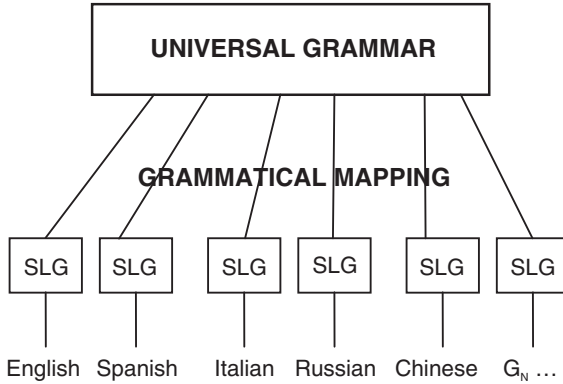 UNIVERSAL GRAMMAR
GRAMMATICAL MAPPING
SLG SLG SLG SLG SLG SLG
English Spanish Italian Russian Chinese G_N ...